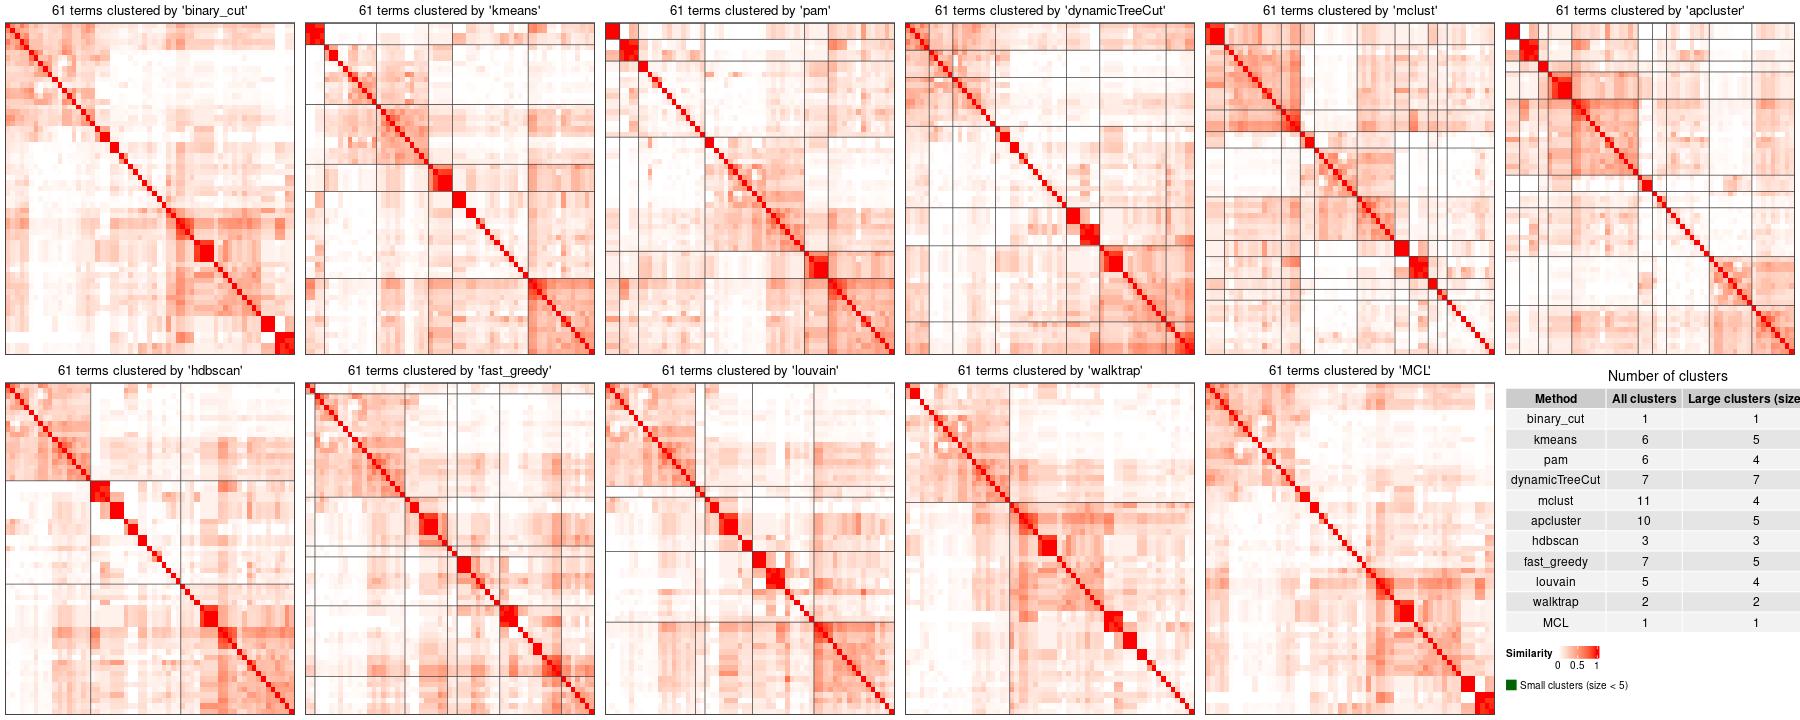 61 terms clustered by 'binary_cut'
61 terms clustered by 'kmeans'
61 terms clustered by 'pam'
61 terms clustered by 'dynamicTreeCut'
61 terms clustered by 'mclust'
61 terms clustered by 'apcluster'
61 terms clustered by 'hdbscan'
61 terms clustered by 'fast_greedy'
61 terms clustered by 'louvain'
61 terms clustered by 'walktrap'
61 terms clustered by 'MCL'
Number of clusters
Method All clusters Large clusters (size
binary_cut 1 1
kmeans 6 5
pam 6 4
dynamicTreeCut 7 7
mclust 11 4
apcluster 10 5
hdbscan 3 3
fast_greedy 7 5
louvain 5 4
walktrap 2 2
MCL 1 1
Similarity
0 0.5 1
Small clusters (size < 5)